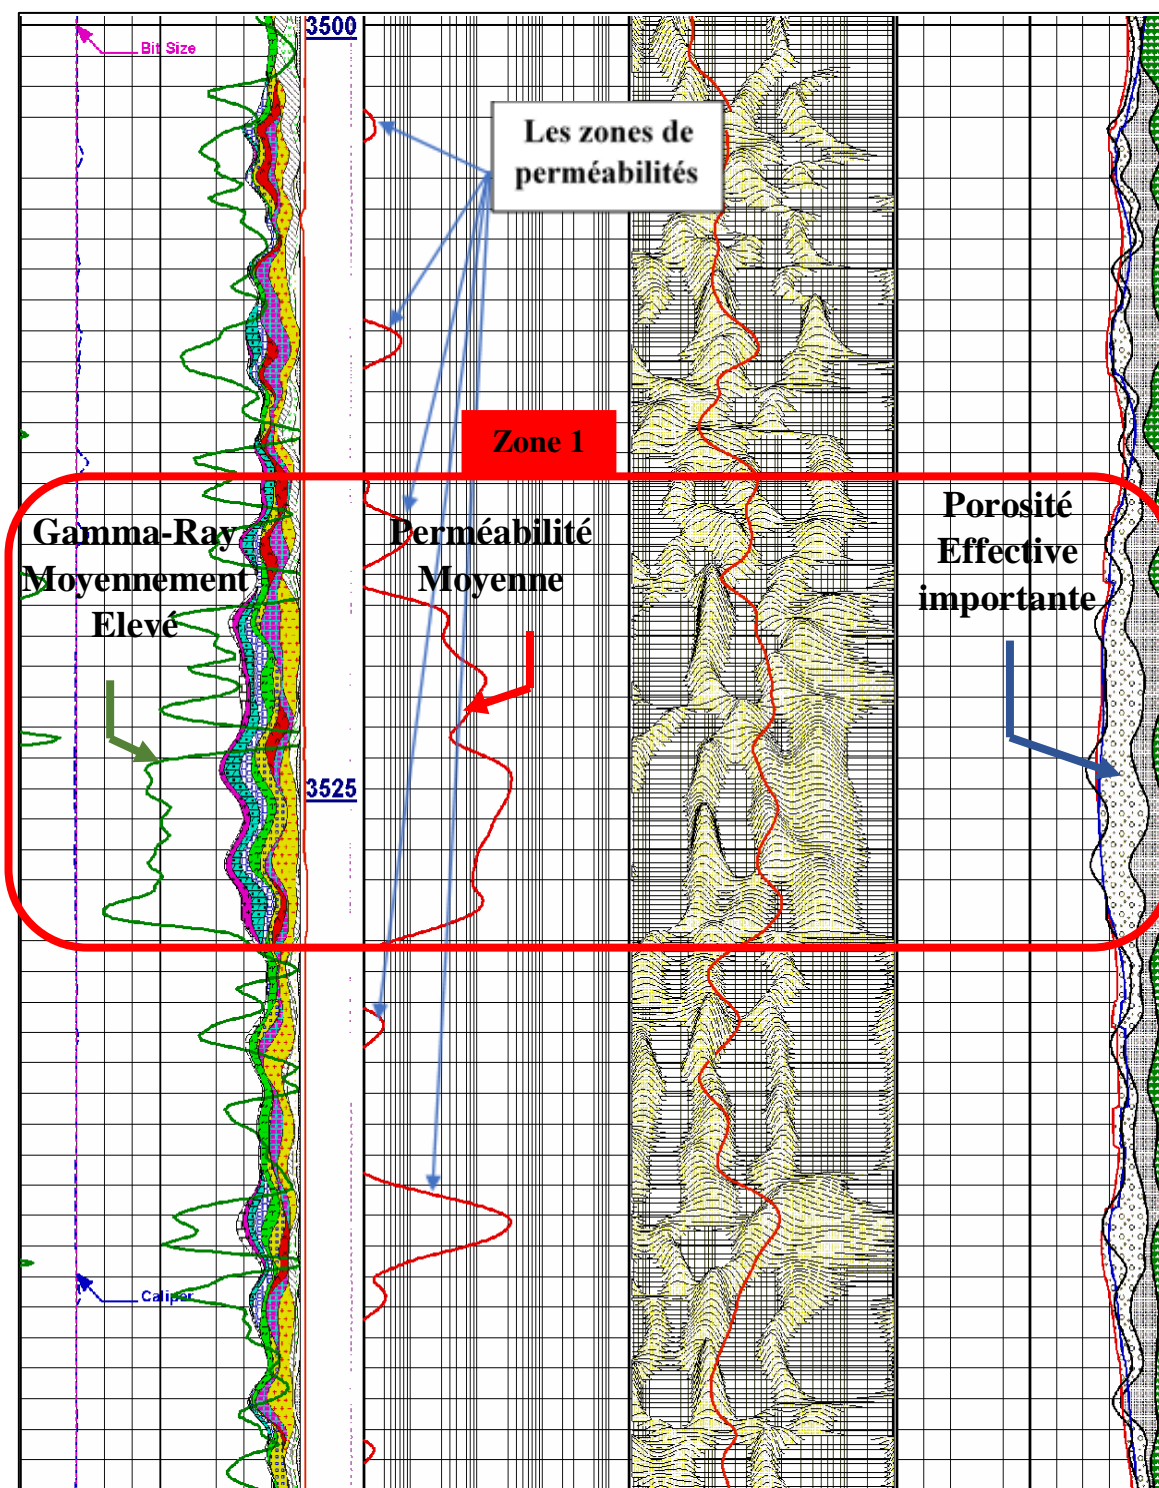 3500
Bit Size
Les zones de
perméabilités
Zone 1
Gamma-Ray
Moyennement
Elevé
Perméabilité
Moyenne
Porosité
Effective
importante
3525
Caliper